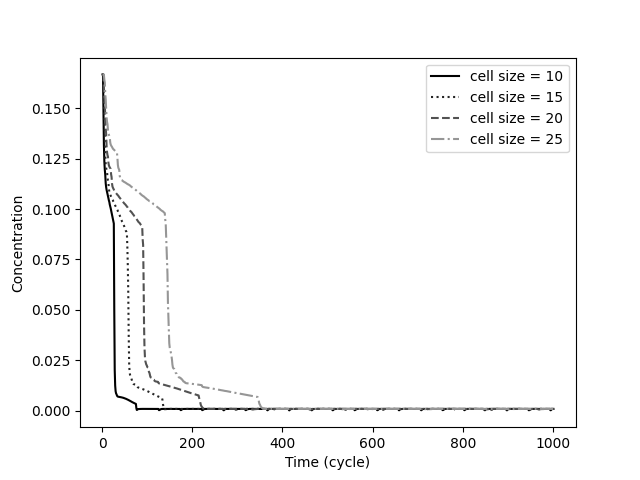 cell size = 10
cell size = 15
cell size = 20
cell size = 25
0.150
0.125
0.100
0.075
0.050
0.025
0.000
Concentration
0 200 400 600 800 1000
Time (cycle)